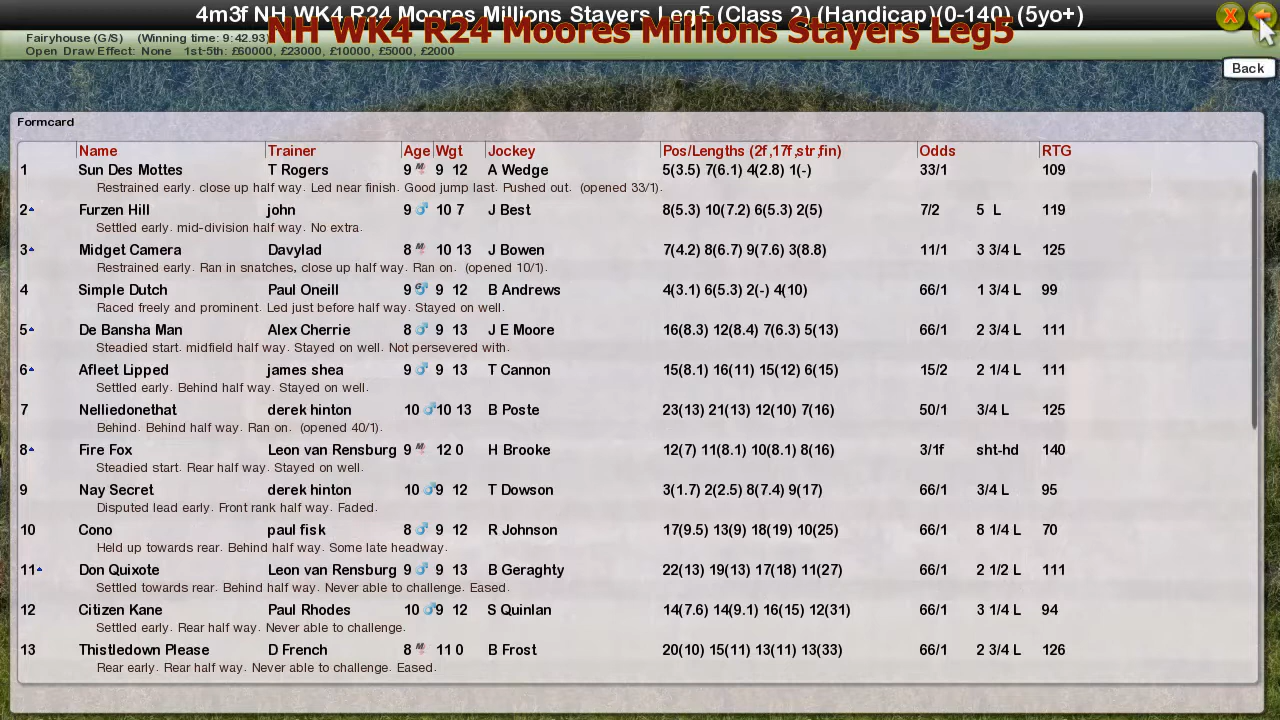 4m3f NH WK4 R24 Moores Millions Stayers Leg5 (Class 2) (Handicap)(0-140) (5yo+)
NH WK4 R24 Moores Millions Stayers Leg5
Fairyhouse (G/S) (Winning time: 9:42.93)
Open Draw Effect: None 1st-5th: £60000, £23000, £10000, £5000, £2000
X
Back
Formcard
Name Trainer Age Wgt Jockey Pos/Lengths (2f,17f,str,fin) Odds RTG
1 Sun Des Mottes T Rogers 9 9 12 A Wedge 5(3.5) 7(6.1) 4(2.8) 1(-) 33/1 109
Restrained early. close up half way. Led near finish. Good jump last. Pushed out. (opened 33/1).
2 Furzen Hill john 9 10 7 J Best 8(5.3) 10(7.2) 6(5.3) 2(5) 7/2 5 L 119
Settled early. mid-division half way. No extra.
3 Midget Camera Davylad 8 10 13 J Bowen 7(4.2) 8(6.7) 9(7.6) 3(8.8) 11/1 3 3/4 L 125
Restrained early. Ran in snatches, close up half way. Ran on. (opened 10/1).
4 Simple Dutch Paul Oneill 9 9 12 B Andrews 4(3.1) 6(5.3) 2(-) 4(10) 66/1 1 3/4 L 99
Raced freely and prominent. Led just before half way. Stayed on well.
5 De Bansha Man Alex Cherrie 8 9 13 J E Moore 16(8.3) 12(8.4) 7(6.3) 5(13) 66/1 2 3/4 L 111
Steadied start. midfield half way. Stayed on well. Not persevered with.
6 Afleet Lipped james shea 9 9 13 T Cannon 15(8.1) 16(11) 15(12) 6(15) 15/2 2 1/4 L 111
Settled early. Behind half way. Stayed on well.
7 Nelliedonethat derek hinton 10 10 13 B Poste 23(13) 21(13) 12(10) 7(16) 50/1 3/4 L 125
Behind. Behind half way. Ran on. (opened 40/1).
8 Fire Fox Leon van Rensburg 9 12 0 H Brooke 12(7) 11(8.1) 10(8.1) 8(16) 3/1f sht-hd 140
Steadied start. Rear half way. Stayed on well.
9 Nay Secret derek hinton 10 9 12 T Dowson 3(1.7) 2(2.5) 8(7.4) 9(17) 66/1 3/4 L 95
Disputed lead early. Front rank half way. Faded.
10 Cono paul fisk 8 9 12 R Johnson 17(9.5) 13(9) 18(19) 10(25) 66/1 8 1/4 L 70
Held up towards rear. Behind half way. Some late headway.
11 Don Quixote Leon van Rensburg 9 9 13 B Geraghty 22(13) 19(13) 17(18) 11(27) 66/1 2 1/2 L 111
Settled towards rear. Behind half way. Never able to challenge. Eased.
12 Citizen Kane Paul Rhodes 10 9 12 S Quinlan 14(7.6) 14(9.1) 16(15) 12(31) 66/1 3 1/4 L 94
Settled early. Rear half way. Never able to challenge.
13 Thistledown Please D French 8 11 0 B Frost 20(10) 15(11) 13(11) 13(33) 66/1 2 3/4 L 126
Rear early. Rear half way. Never able to challenge. Eased.